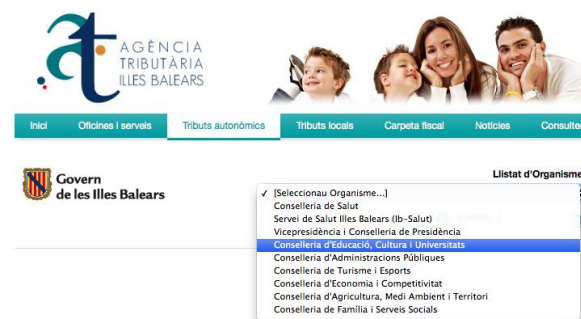 AGÈNCIA
TRIBUTÀRIA
ILLES BALEARS
Inici Oficines i serveis Tributs autonòmics Tributs locals Carpeta fiscal Notícies Consultes
Govern
de les Illes Balears
Llistat d'Organisme
✓ [Seleccionau Organisme...]
Conselleria de Salut
Servei de Salut Illes Balears (Ib-Salut)
Vicepresidència i Conselleria de Presidència
Conselleria d'Educació, Cultura i Universitats
Conselleria d'Administracions Públiques
Conselleria de Turisme i Esports
Conselleria d'Economia i Competitivitat
Conselleria d'Agricultura, Medi Ambient i Territori
Conselleria de Família i Serveis Socials